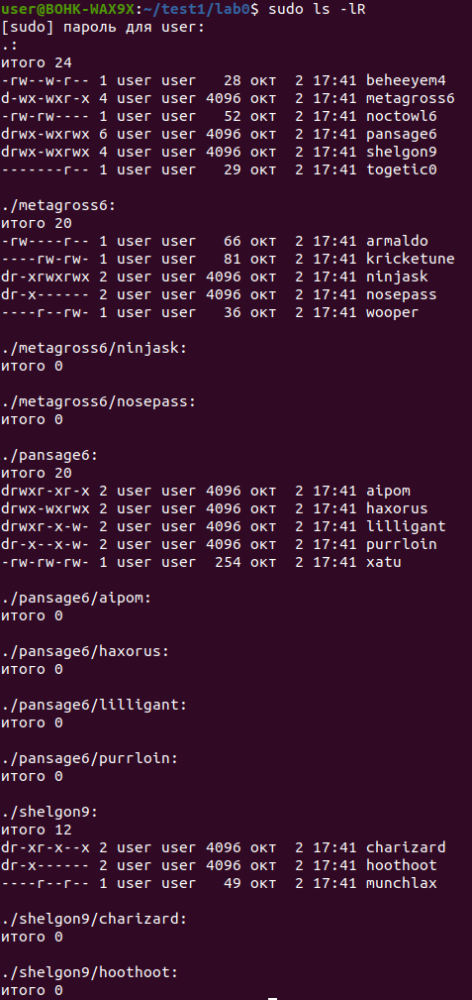 user@BOHK-WAX9X:~/test1/lab0$ sudo ls -lR
[sudo] пароль для user:
.:
итого 24
-rw--w-r-- 1 user user   28 окт  2 17:41 beheeyem4
d-wx-wxr-x 4 user user 4096 окт  2 17:41 metagross6
-rw-rw---- 1 user user   52 окт  2 17:41 noctowl6
drwx-wxrwx 6 user user 4096 окт  2 17:41 pansage6
drwx-wxrwx 4 user user 4096 окт  2 17:41 shelgon9
-------r-- 1 user user   29 окт  2 17:41 togetic0

./metagross6:
итого 20
-rw----r-- 1 user user   66 окт  2 17:41 armaldo
----rw-rw- 1 user user   81 окт  2 17:41 kricketune
dr-xrwxrwx 2 user user 4096 окт  2 17:41 ninjask
dr-x------ 2 user user 4096 окт  2 17:41 nosepass
----r--rw- 1 user user   36 окт  2 17:41 wooper

./metagross6/ninjask:
итого 0

./metagross6/nosepass:
итого 0

./pansage6:
итого 20
drwxr-xr-x 2 user user 4096 окт  2 17:41 aipom
drwx-wxrwx 2 user user 4096 окт  2 17:41 haxorus
drwxr-x-w- 2 user user 4096 окт  2 17:41 lilligant
dr-x--x-w- 2 user user 4096 окт  2 17:41 purrloin
-rw-rw-rw- 1 user user  254 окт  2 17:41 xatu

./pansage6/aipom:
итого 0

./pansage6/haxorus:
итого 0

./pansage6/lilligant:
итого 0

./pansage6/purrloin:
итого 0

./shelgon9:
итого 12
dr-xr-x--x 2 user user 4096 окт  2 17:41 charizard
dr-x------ 2 user user 4096 окт  2 17:41 hoothoot
----r--r-- 1 user user   49 окт  2 17:41 munchlax

./shelgon9/charizard:
итого 0

./shelgon9/hoothoot:
итого 0